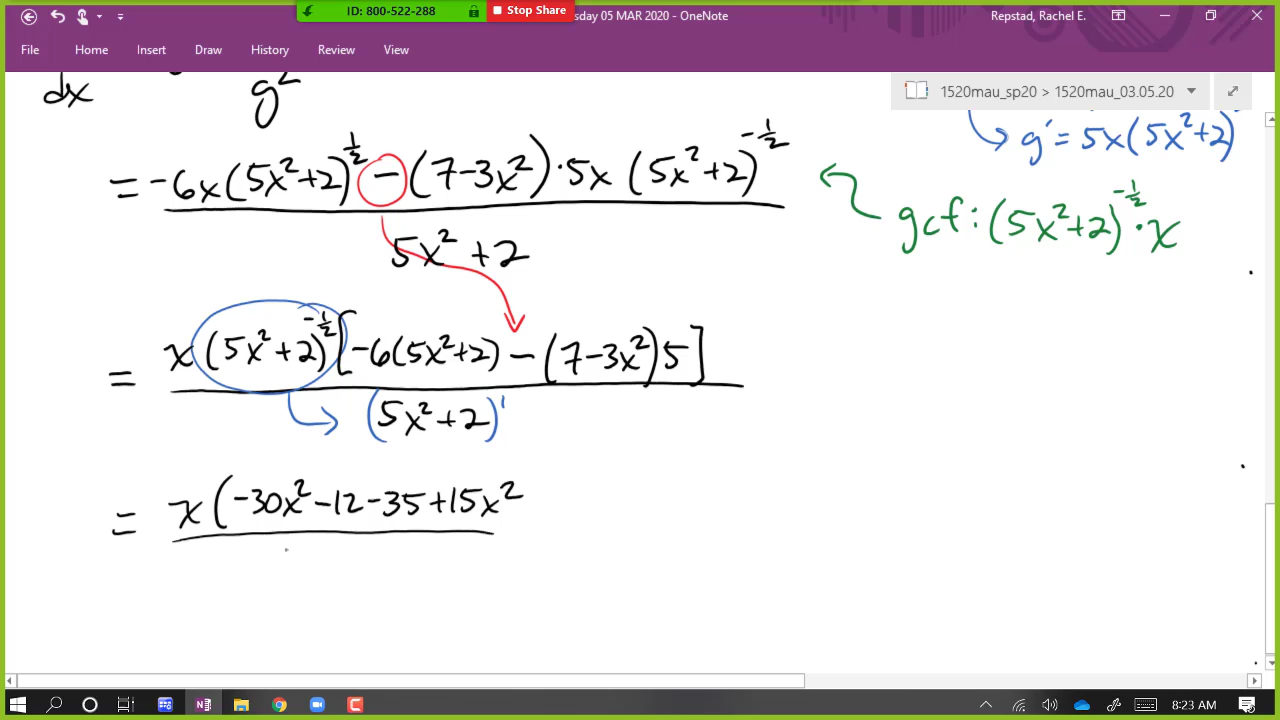 ID: 800-522-288 Stop Share
sday 05 MAR 2020 - OneNote
Repstad, Rachel E.
File Home Insert Draw History Review View
1520mau_sp20 > 1520mau_03.05.20
dx g²
g' = 5x(5x²+2)
= -6x(5x²+2)^½ - (7-3x²)·5x (5x²+2)^-½
5x² +2
gcf: (5x²+2)^-½ · x
= x (5x²+2)^-½ [-6(5x²+2) - (7-3x²)5]
(5x²+2)^1
= x(-30x²-12-35+15x²
8:23 AM